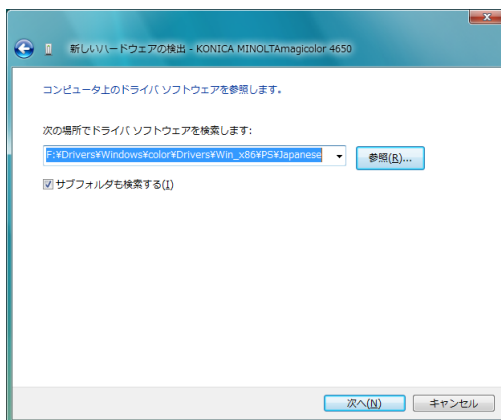 新しいハードウェアの検出 - KONICA MINOLTAmagicolor 4650
コンピュータ上のドライバ ソフトウェアを参照します。
次の場所でドライバ ソフトウェアを検索します:
F:¥Drivers¥Windows¥color¥Drivers¥Win_x86¥PS¥Japanese
参照(R)...
サブフォルダも検索する(I)
次へ(N)
キャンセル